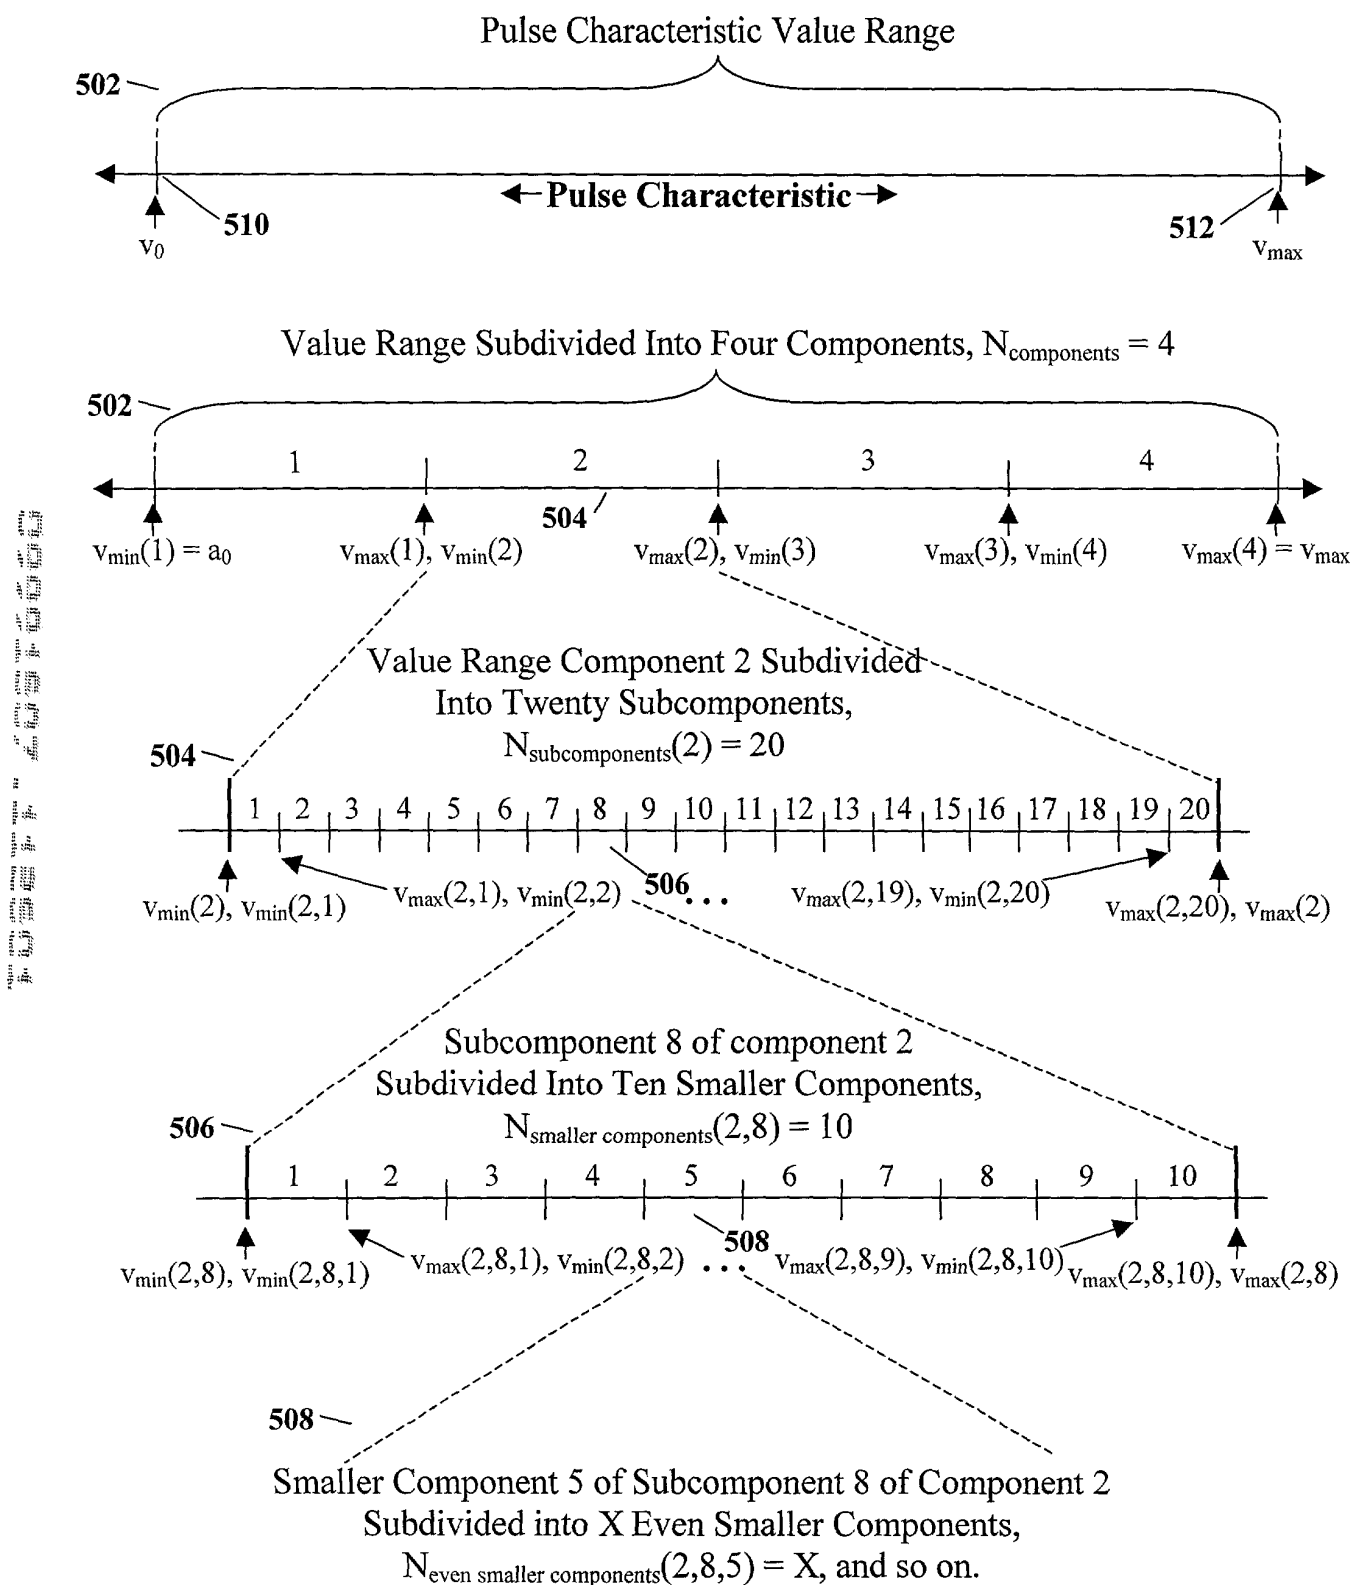 Pulse Characteristic Value Range
502
Pulse Characteristic
510
512
v0
vmax
Value Range Subdivided Into Four Components, Ncomponents = 4
502
1 2 3 4
504
vmin(1) = a0 vmax(1), vmin(2) vmax(2), vmin(3) vmax(3), vmin(4) vmax(4) = vmax
Value Range Component 2 Subdivided
Into Twenty Subcomponents,
Nsubcomponents(2) = 20
504
1 2 3 4 5 6 7 8 9 10 11 12 13 14 15 16 17 18 19 20
506
vmin(2), vmin(2,1) vmax(2,1), vmin(2,2) ... vmax(2,19), vmin(2,20) vmax(2,20), vmax(2)
Subcomponent 8 of component 2
Subdivided Into Ten Smaller Components,
Nsmaller components(2,8) = 10
506
1 2 3 4 5 6 7 8 9 10
508
vmin(2,8), vmin(2,8,1) vmax(2,8,1), vmin(2,8,2) ... vmax(2,8,9), vmin(2,8,10) vmax(2,8,10), vmax(2,8)
508
Smaller Component 5 of Subcomponent 8 of Component 2
Subdivided into X Even Smaller Components,
Neven smaller components(2,8,5) = X, and so on.